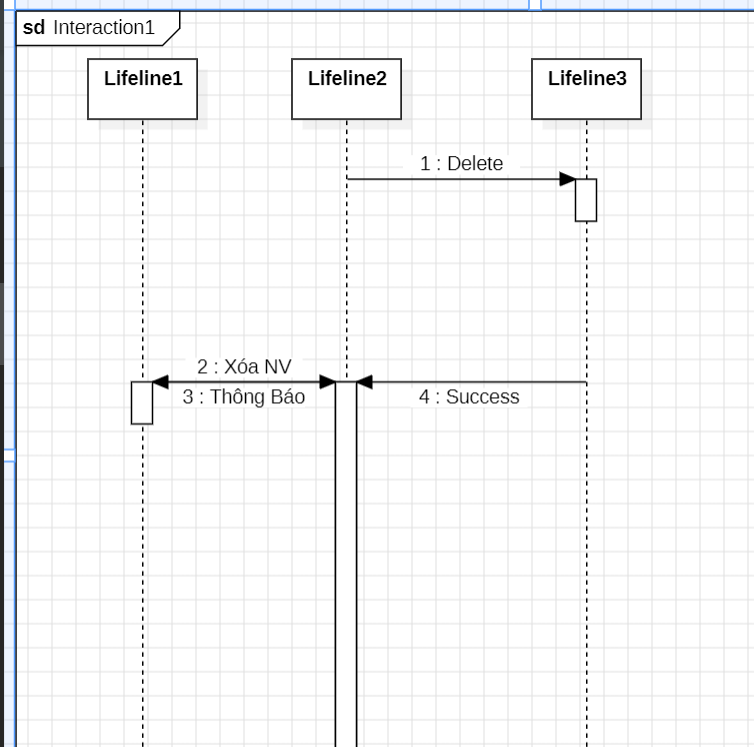 sd Interaction1
Lifeline1
Lifeline2
Lifeline3
1 : Delete
2 : Xóa NV
3 : Thông Báo
4 : Success